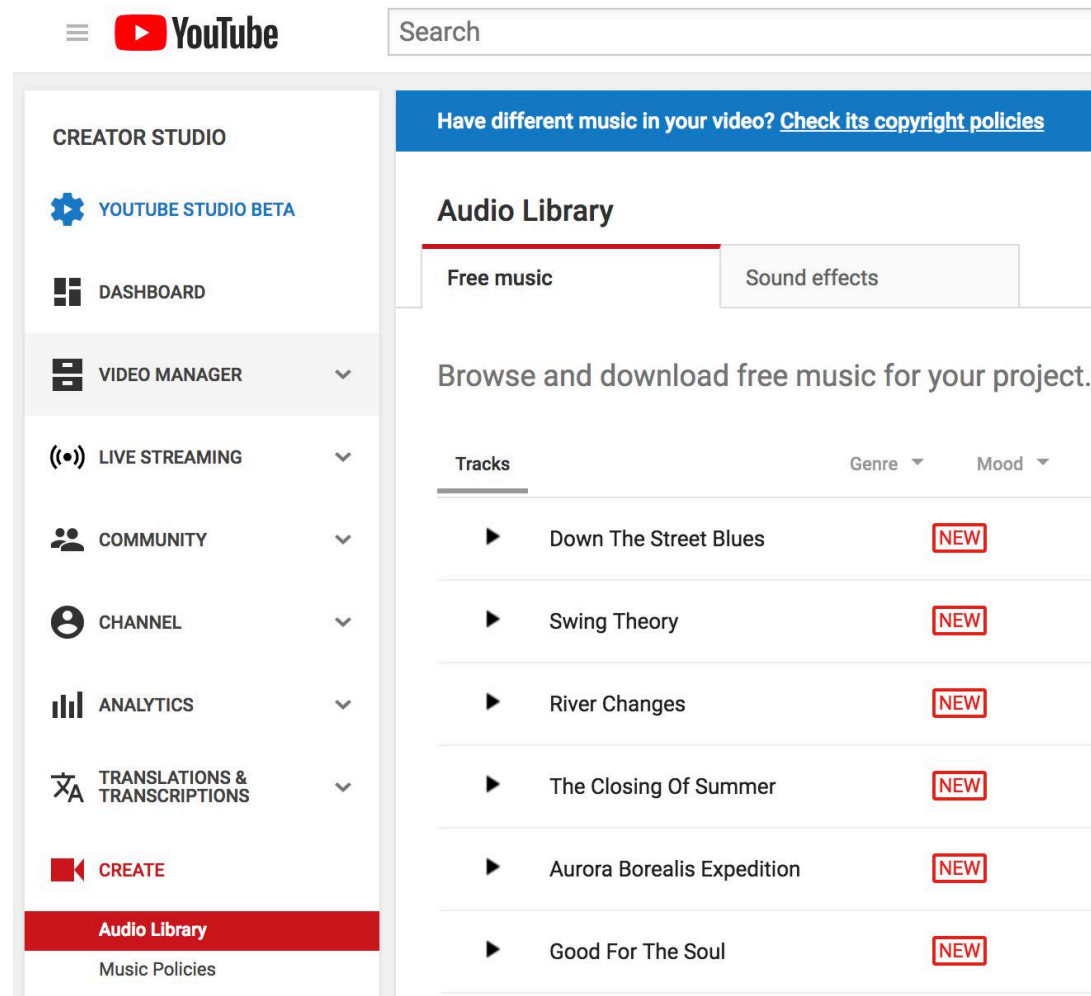 YouTube
Search
CREATOR STUDIO
YOUTUBE STUDIO BETA
DASHBOARD
VIDEO MANAGER
LIVE STREAMING
COMMUNITY
CHANNEL
ANALYTICS
TRANSLATIONS &
TRANSCRIPTIONS
CREATE
Audio Library
Music Policies
Have different music in your video? Check its copyright policies
Audio Library
Free music Sound effects
Browse and download free music for your project.
Tracks Genre Mood
Down The Street Blues NEW
Swing Theory NEW
River Changes NEW
The Closing Of Summer NEW
Aurora Borealis Expedition NEW
Good For The Soul NEW